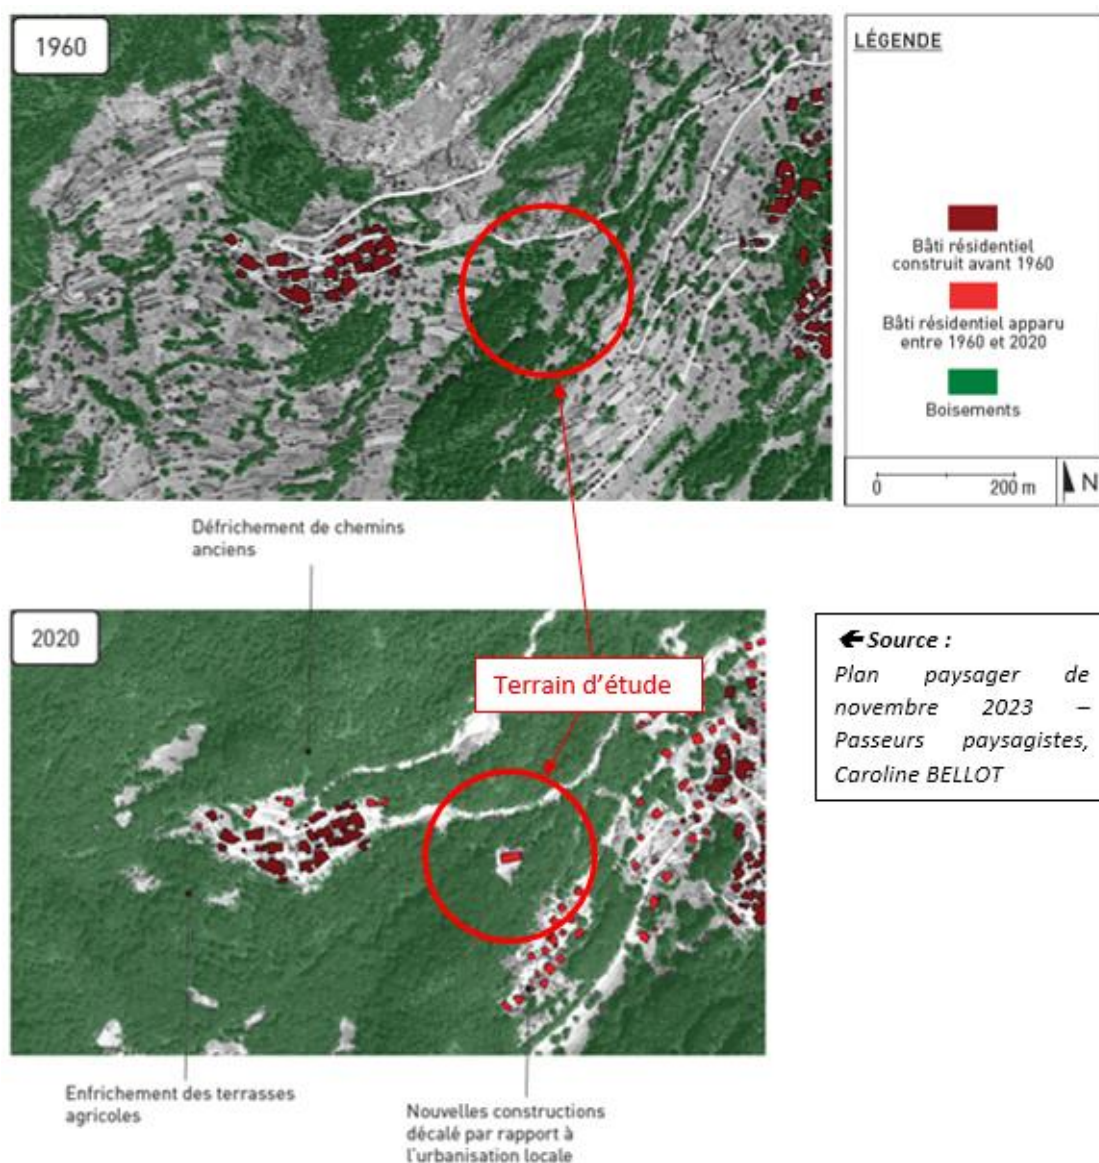 1960
LÉGENDE
Bâti résidentiel
construit avant 1960
Bâti résidentiel apparu
entre 1960 et 2020
Boisements
0 200 m N
Défrichement de chemins
anciens
2020
Terrain d'étude
🡸 Source :
Plan paysager de
novembre 2023 –
Passeurs paysagistes,
Caroline BELLOT
Enfrichement des terrasses
agricoles
Nouvelles constructions
décalé par rapport à
l'urbanisation locale